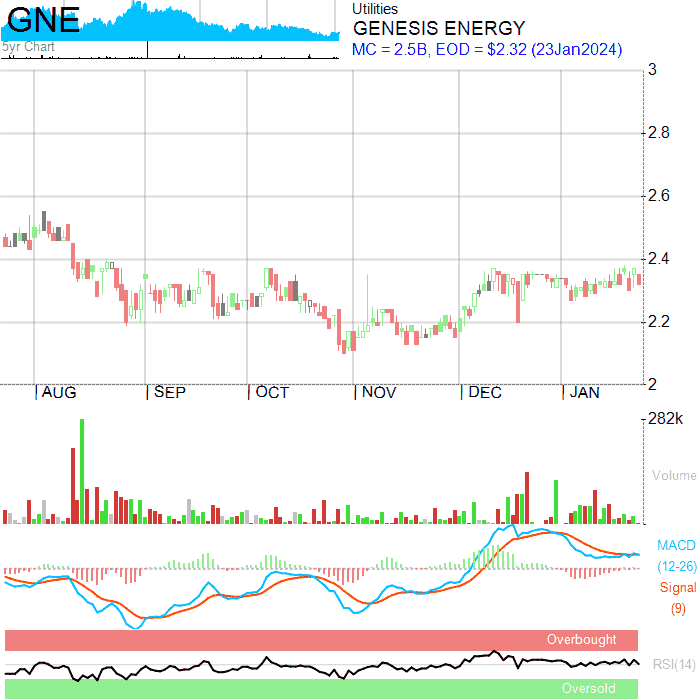 GNE
5yr Chart
Utilities
GENESIS ENERGY
MC = 2.5B, EOD = $2.32 (23Jan2024)
3
2.8
2.6
2.4
2.2
2
AUG SEP OCT NOV DEC JAN
282k
Volume
MACD
(12-26)
Signal
(9)
Overbought
RSI(14)
Oversold